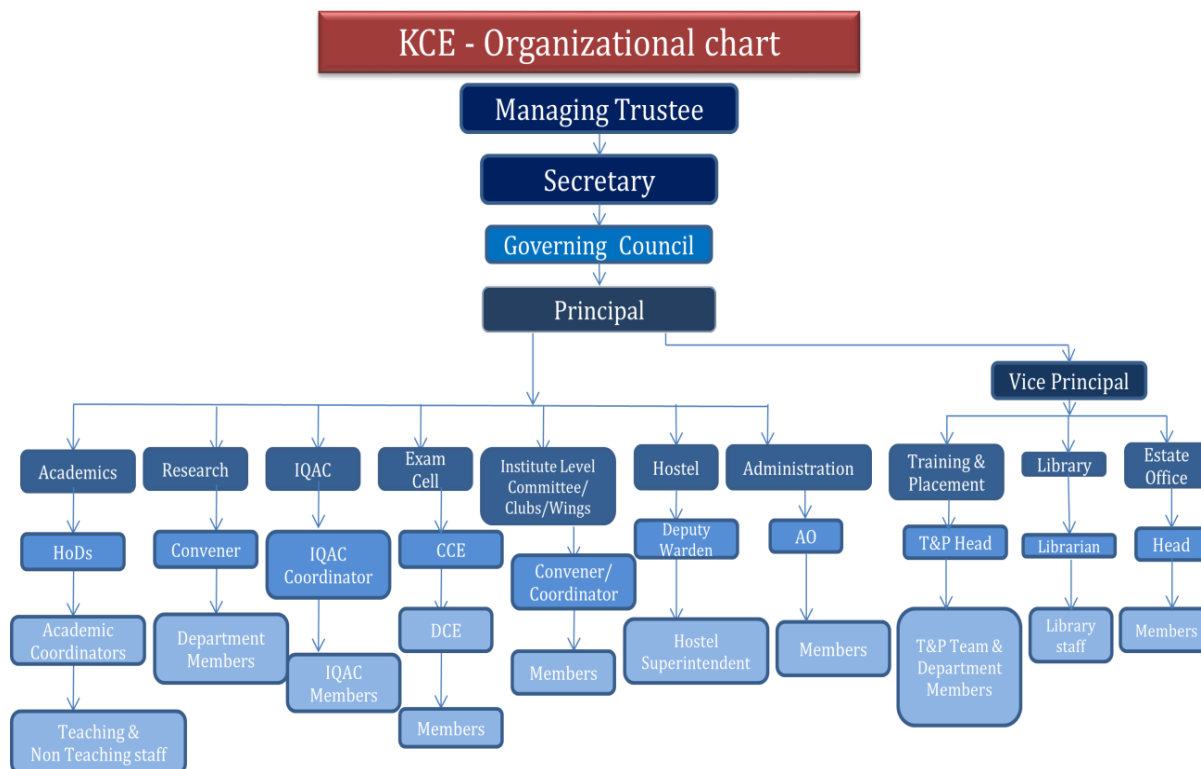 KCE - Organizational chart
Managing Trustee
Secretary
Governing Council
Principal
Vice Principal
Academics
Research
IQAC
Exam
Cell
Institute Level
Committee/
Clubs/Wings
Hostel
Administration
Training &
Placement
Library
Estate
Office
HoDs
Convener
IQAC
Coordinator
CCE
Convener/
Coordinator
Deputy
Warden
AO
T&P Head
Librarian
Head
Academic
Coordinators
Department
Members
IQAC
Members
DCE
Members
Hostel
Superintendent
Members
T&P Team &
Department
Members
Library
staff
Members
Teaching &
Non Teaching staff
Members